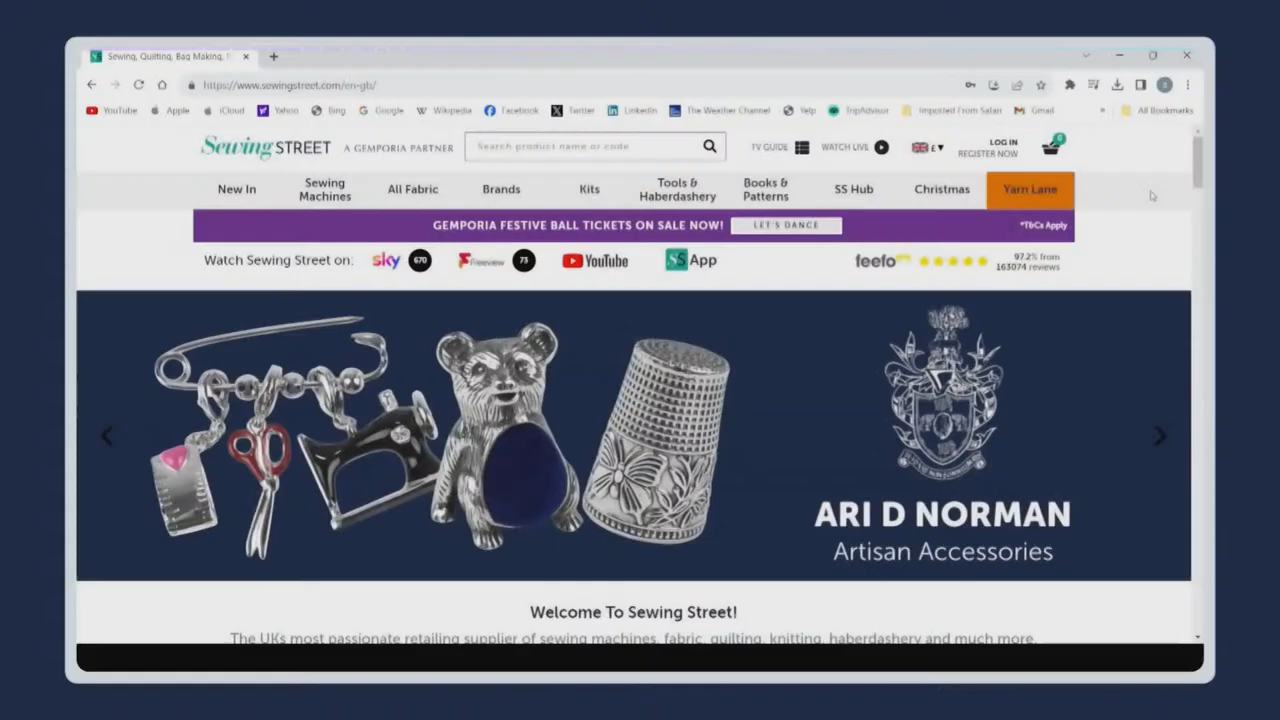 Sewing, Quilting, Bag Making,
https://www.sewingstreet.com/en-gb/
YouTube Apple iCloud Yahoo Bing Google Wikipedia Facebook Twitter LinkedIn The Weather Channel Yelp TripAdvisor Imported From Safari Gmail » All Bookmarks
Sewing STREET A GEMPORIA PARTNER Search product name or code TV GUIDE WATCH LIVE £ LOG IN 0
REGISTER NOW
New In Sewing Machines All Fabric Brands Kits Tools & Haberdashery Books & Patterns SS Hub Christmas Yarn Lane
GEMPORIA FESTIVE BALL TICKETS ON SALE NOW! LET'S DANCE *TbCs Apply
Watch Sewing Street on: sky 670 Freeview 73 YouTube SS App feefo 97.2% from
163074 reviews
ARI D NORMAN
Artisan Accessories
Welcome To Sewing Street!
The UKs most passionate retailing supplier of sewing machines, fabric, quilting, knitting, haberdashery and much more.